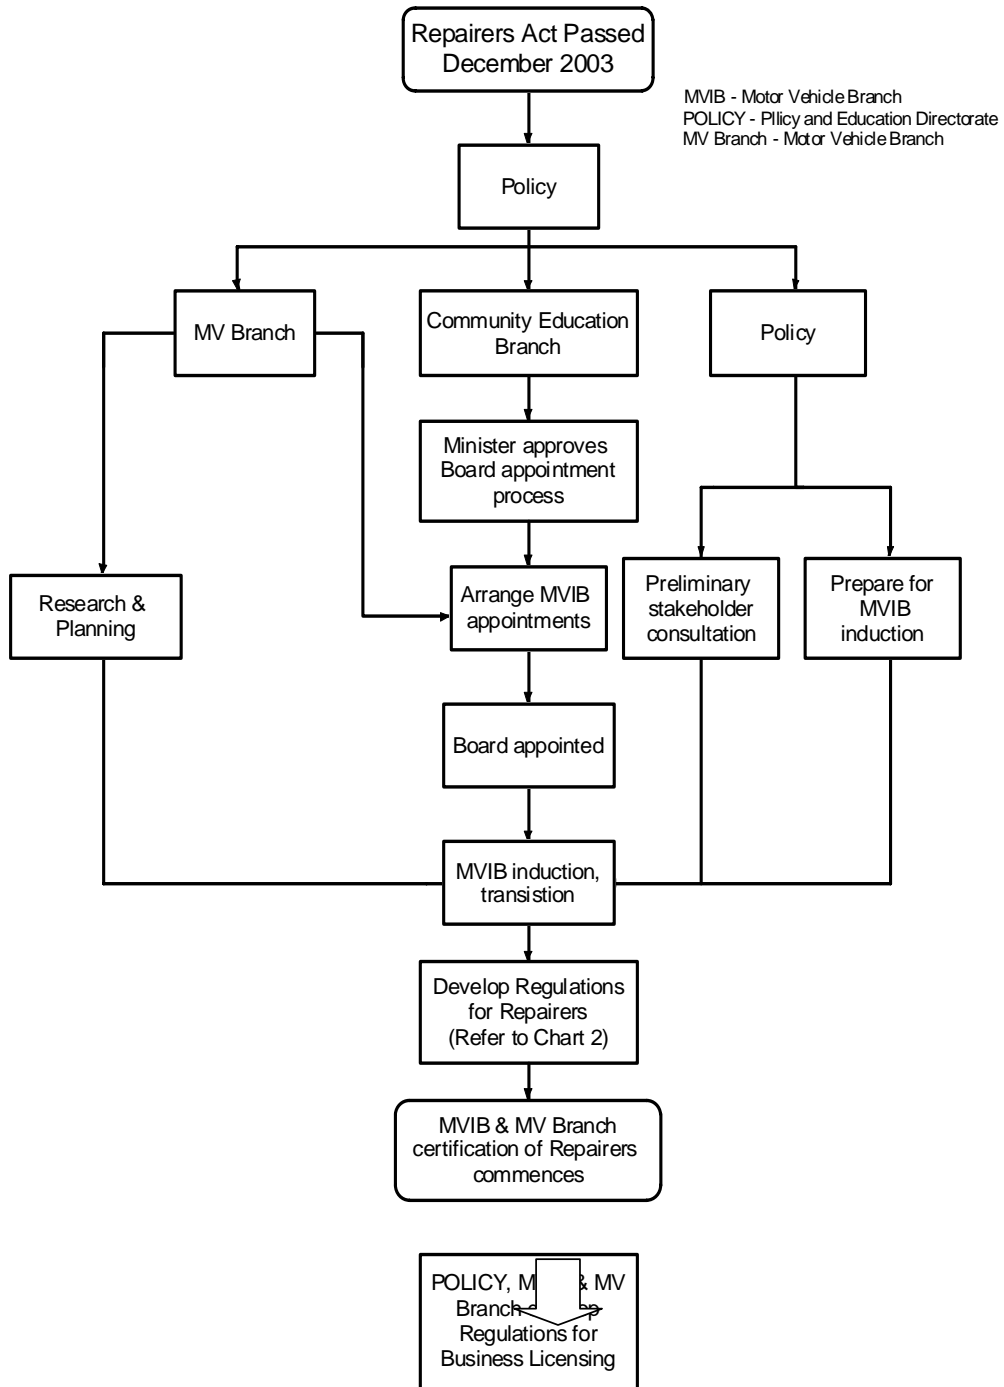 Repairers Act Passed
December 2003
MVIB - Motor Vehicle Branch
POLICY - Pllicy and Education Directorate
MV Branch - Motor Vehicle Branch
Policy
MV Branch
Community Education
Branch
Policy
Minister approves
Board appointment
process
Research &
Planning
Arrange MVIB
appointments
Preliminary
stakeholder
consultation
Prepare for
MVIB
induction
Board appointed
MVIB induction,
transistion
Develop Regulations
for Repairers
(Refer to Chart 2)
MVIB & MV Branch
certification of Repairers
commences
POLICY, & MV
Branch
Regulations for
Business Licensing